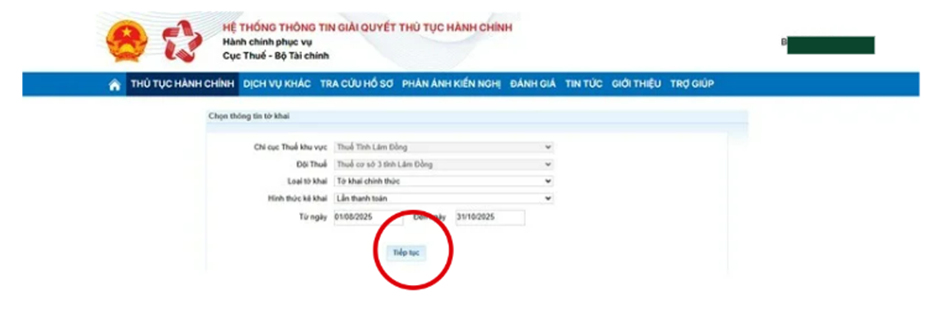 HỆ THỐNG THÔNG TIN GIẢI QUYẾT THỦ TỤC HÀNH CHÍNH
Hành chính phục vụ
Cục Thuế - Bộ Tài chính
B
THỦ TỤC HÀNH CHÍNH DỊCH VỤ KHÁC TRA CỨU HỒ SƠ PHẢN ÁNH KIẾN NGHỊ ĐÁNH GIÁ TIN TỨC GIỚI THIỆU TRỢ GIÚP
Chọn thông tin tờ khai
Chi cục Thuế khu vực Thuế Tỉnh Lâm Đồng
Đội Thuế Thuế cơ sở 3 tỉnh Lâm Đồng
Loại tờ khai Tờ khai chính thức
Hình thức kê khai Lần thanh toán
Từ ngày 01/08/2025 Đến ngày 31/10/2025
Tiếp tục